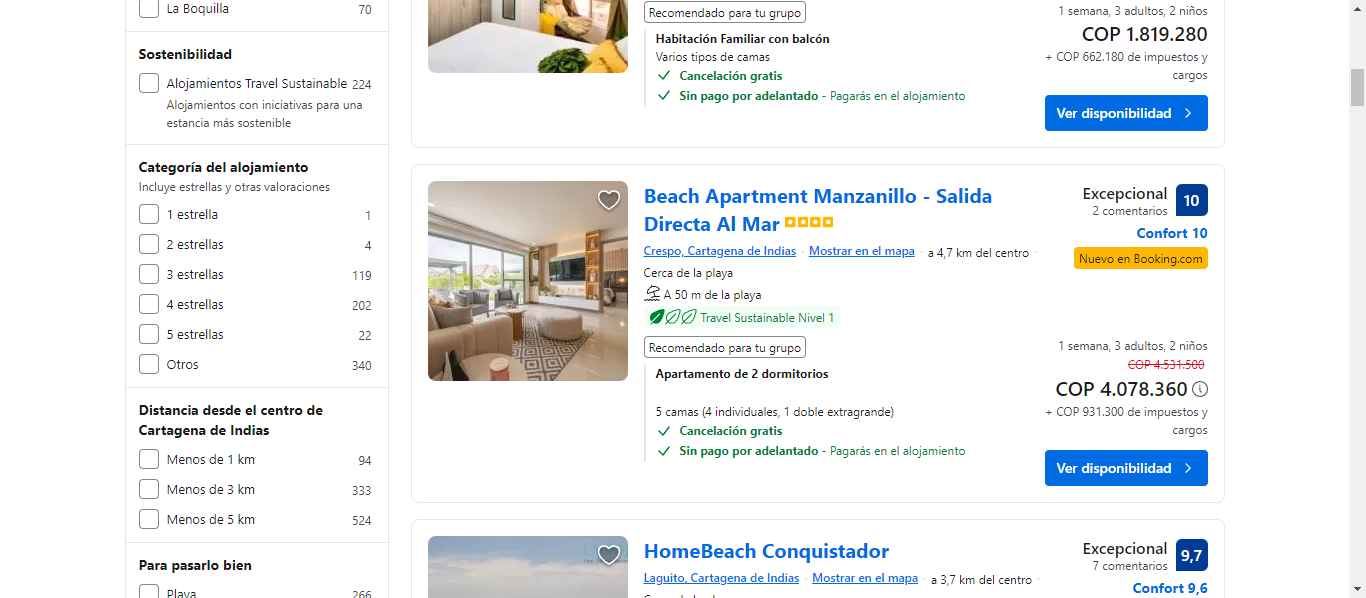 La Boquilla 70
Sostenibilidad
Alojamientos Travel Sustainable 224
Alojamientos con iniciativas para una
estancia más sostenible
Categoría del alojamiento
Incluye estrellas y otras valoraciones
1 estrella 1
2 estrellas 4
3 estrellas 119
4 estrellas 202
5 estrellas 22
Otros 340
Distancia desde el centro de
Cartagena de Indias
Menos de 1 km 94
Menos de 3 km 333
Menos de 5 km 524
Para pasarlo bien
Playa 266
Recomendado para tu grupo
Habitación Familiar con balcón
Varios tipos de camas
Cancelación gratis
Sin pago por adelantado - Pagarás en el alojamiento
1 semana, 3 adultos, 2 niños
COP 1.819.280
+ COP 662.180 de impuestos y
cargos
Ver disponibilidad
Beach Apartment Manzanillo - Salida
Directa Al Mar
Crespo, Cartagena de Indias · Mostrar en el mapa · a 4,7 km del centro ·
Cerca de la playa
A 50 m de la playa
Travel Sustainable Nivel 1
Excepcional 10
2 comentarios
Confort 10
Nuevo en Booking.com
Recomendado para tu grupo
Apartamento de 2 dormitorios
5 camas (4 individuales, 1 doble extragrande)
Cancelación gratis
Sin pago por adelantado - Pagarás en el alojamiento
1 semana, 3 adultos, 2 niños
COP 4.531.500
COP 4.078.360
+ COP 931.300 de impuestos y
cargos
Ver disponibilidad
HomeBeach Conquistador
Laguito, Cartagena de Indias · Mostrar en el mapa · a 3,7 km del centro ·
Excepcional 9,7
7 comentarios
Confort 9,6